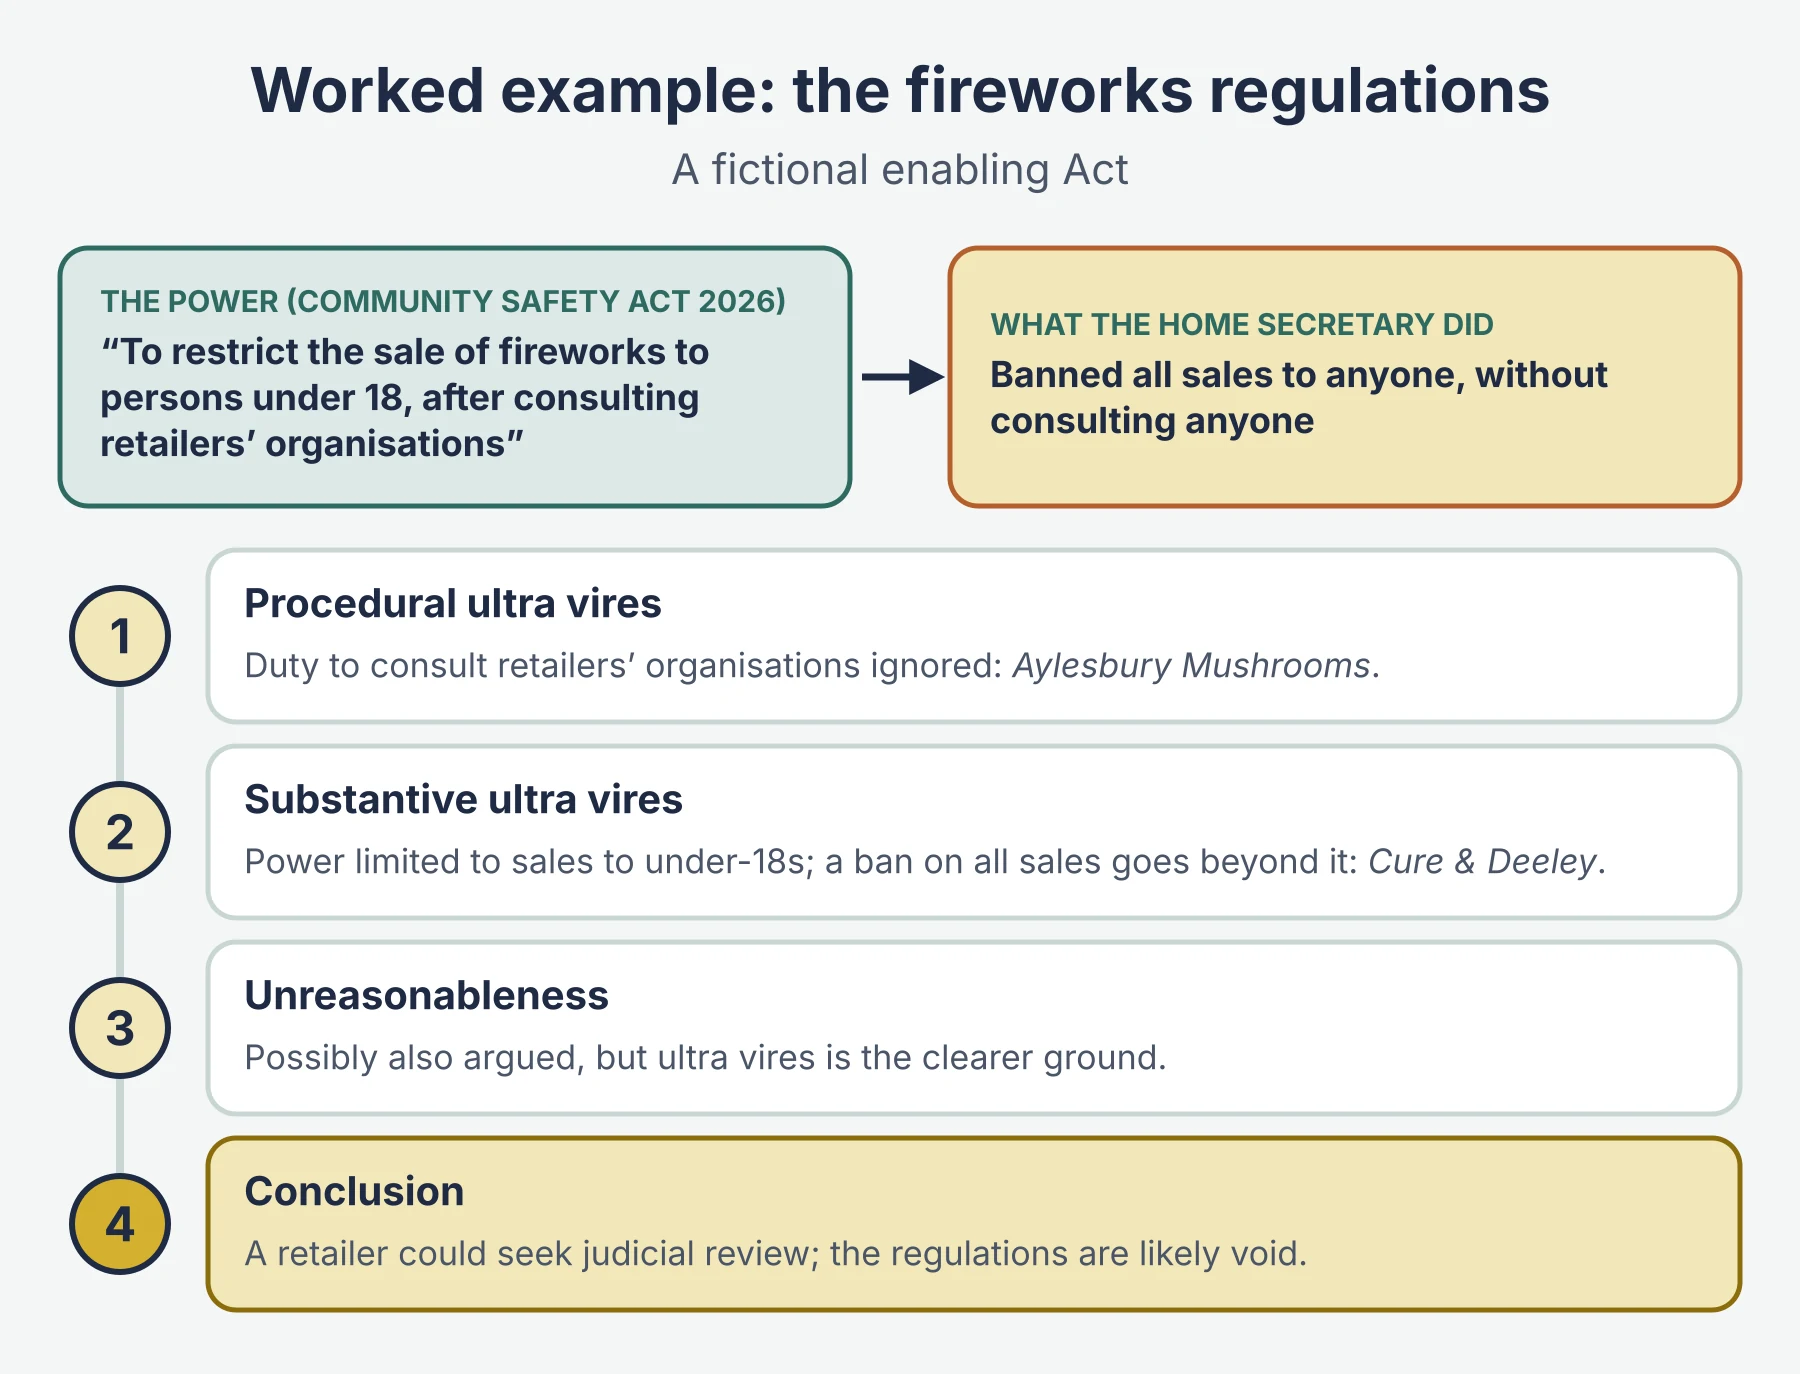 Worked example: the fireworks regulations
A fictional enabling Act
THE POWER (COMMUNITY SAFETY ACT 2026)
“To restrict the sale of fireworks to
persons under 18, after consulting
retailers’ organisations”
WHAT THE HOME SECRETARY DID
Banned all sales to anyone, without
consulting anyone
1
Procedural ultra vires
Duty to consult retailers’ organisations ignored: Aylesbury Mushrooms.
2
Substantive ultra vires
Power limited to sales to under-18s; a ban on all sales goes beyond it: Cure & Deeley.
3
Unreasonableness
Possibly also argued, but ultra vires is the clearer ground.
4
Conclusion
A retailer could seek judicial review; the regulations are likely void.